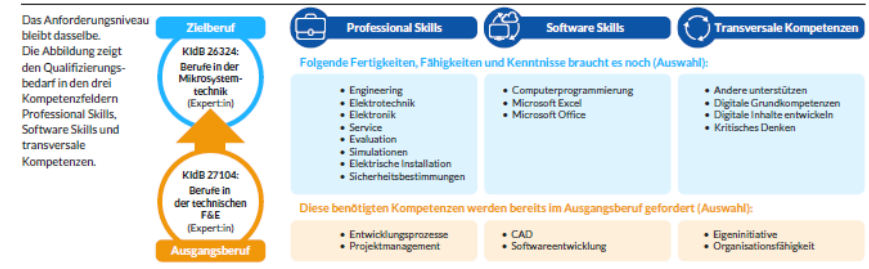 Das Anforderungsniveau
bleibt dasselbe.
Die Abbildung zeigt
den Qualifizierungs-
bedarf in den drei
Kompetenzfeldern
Professional Skills,
Software Skills und
transversale
Kompetenzen.
Zielberuf
KldB 26324:
Berufe in der
Mikrosystem-
technik
(Expert:in)
KldB 27104:
Berufe in
der technischen
F&E
(Expert:in)
Ausgangsberuf
Professional Skills
Software Skills
Transversale Kompetenzen
Folgende Fertigkeiten, Fähigkeiten und Kenntnisse braucht es noch (Auswahl):
• Engineering
• Elektrotechnik
• Elektronik
• Service
• Evaluation
• Simulationen
• Elektrische Installation
• Sicherheitsbestimmungen
• Computerprogrammierung
• Microsoft Excel
• Microsoft Office
• Andere unterstützen
• Digitale Grundkompetenzen
• Digitale Inhalte entwickeln
• Kritisches Denken
Diese benötigten Kompetenzen werden bereits im Ausgangsberuf gefordert (Auswahl):
• Entwicklungsprozesse
• Projektmanagement
• CAD
• Softwareentwicklung
• Eigeninitiative
• Organisationsfähigkeit